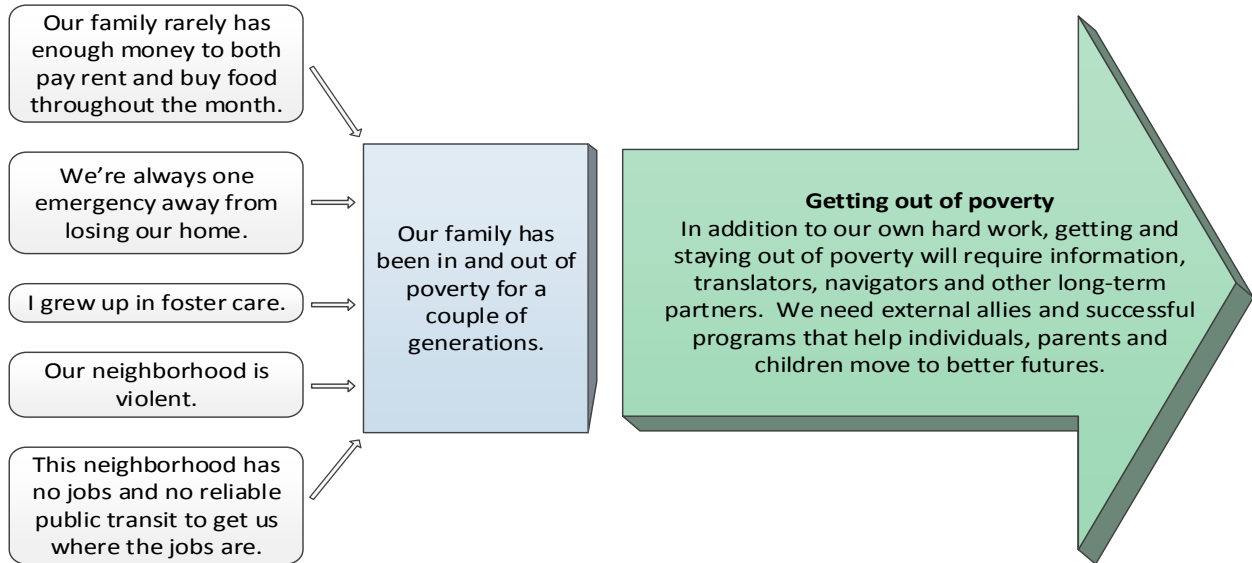 Our family rarely has
enough money to both
pay rent and buy food
throughout the month.
We’re always one
emergency away from
losing our home.
I grew up in foster care.
Our neighborhood is
violent.
This neighborhood has
no jobs and no reliable
public transit to get us
where the jobs are.
Our family has
been in and out of
poverty for a
couple of
generations.
Getting out of poverty
In addition to our own hard work, getting and
staying out of poverty will require information,
translators, navigators and other long-term
partners.  We need external allies and successful
programs that help individuals, parents and
children move to better futures.